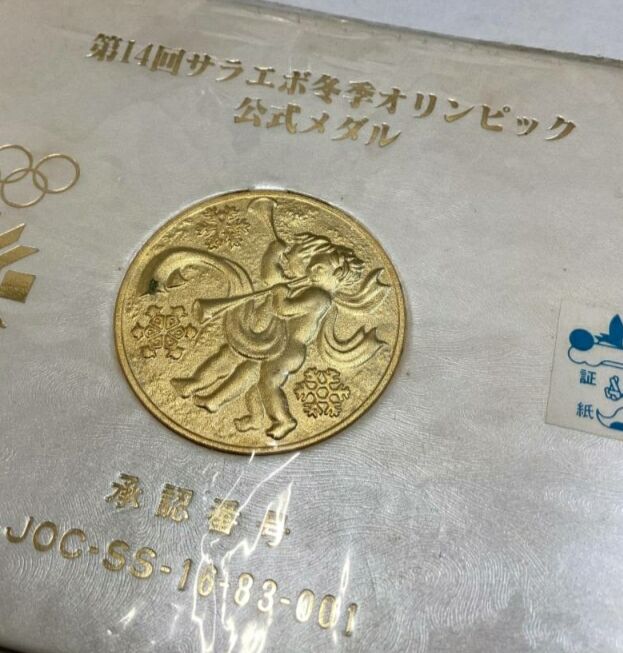 第14回サラエボ冬季オリンピック
公式メダル
証
紙
承認番号
JOC-SS-16-83-001